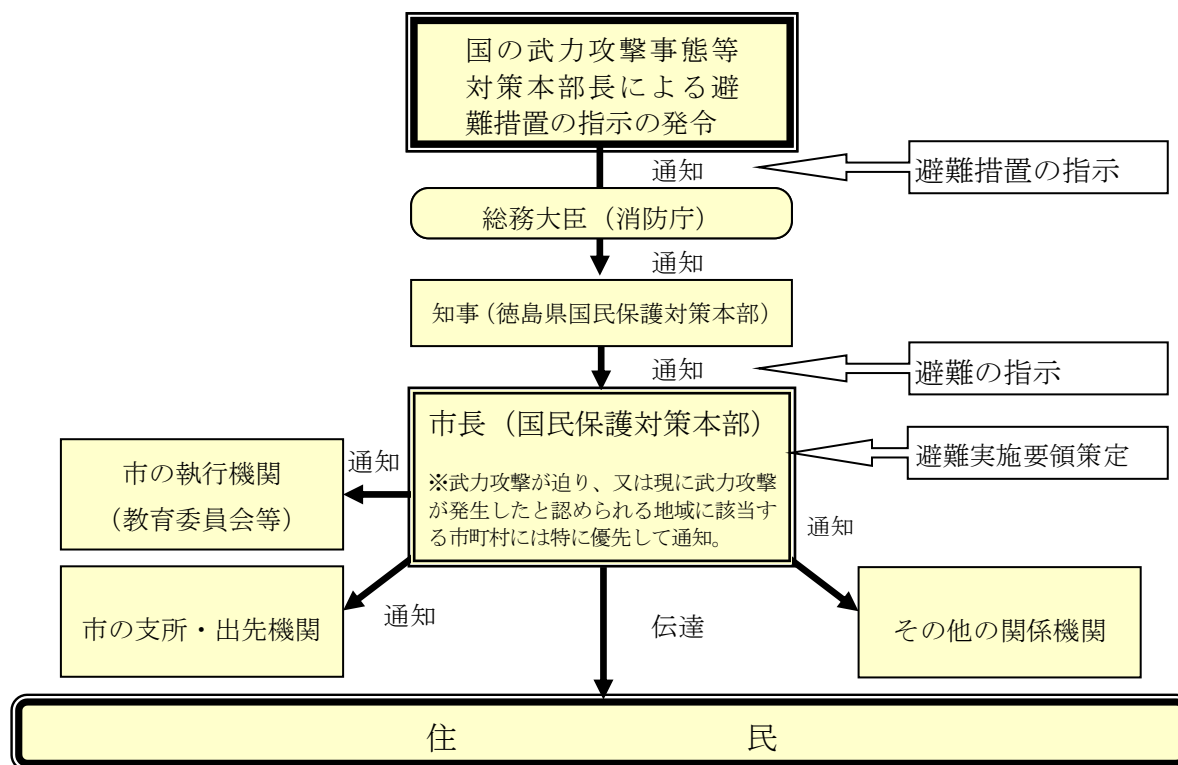 国の武力攻撃事態等
対策本部長による避
難措置の指示の発令
通知
避難措置の指示
総務大臣（消防庁）
通知
知事（徳島県国民保護対策本部）
通知
避難の指示
市長（国民保護対策本部）
※武力攻撃が迫り、又は現に武力攻撃
が発生したと認められる地域に該当す
る市町村には特に優先して通知。
避難実施要領策定
市の執行機関
（教育委員会等）
通知
通知
市の支所・出先機関
通知
伝達
その他の関係機関
住　　　　民